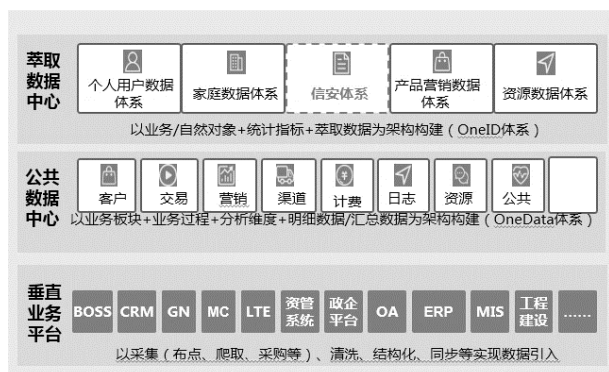 萃取
数据
中心
个人用户数据
体系
家庭数据体系
信安体系
产品营销数据
体系
资源数据体系
以业务/自然对象+统计指标+萃取数据为架构构建（OneID体系）
公共
数据
中心
客户
交易
营销
渠道
计费
日志
资源
公共
以业务板块+业务过程+分析维度+明细数据/汇总数据为架构构建（OneData体系）
垂直
业务
平台
BOSS
CRM
GN
MC
LTE
资管
系统
政企
平台
OA
ERP
MIS
工程
建设
......
以采集（布点、爬取、采购等）、清洗、结构化、同步等实现数据引入